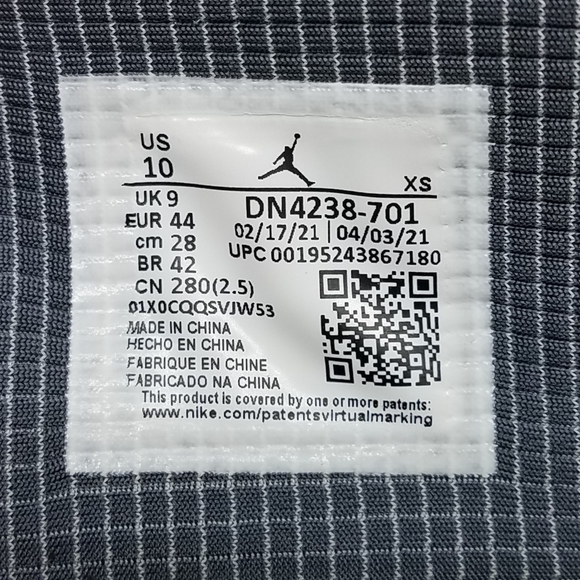 US
10
XS
UK 9
EUR 44
cm 28
BR 42
CN 280(2.5)
DN4238-701
02/17/21 | 04/03/21
UPC 00195243867180
01X0CQQSVJW53
MADE IN CHINA
HECHO EN CHINA
FABRIQUE EN CHINE
FABRICADO NA CHINA
This product is covered by one or more patents:
www.nike.com/patentsvirtualmarking